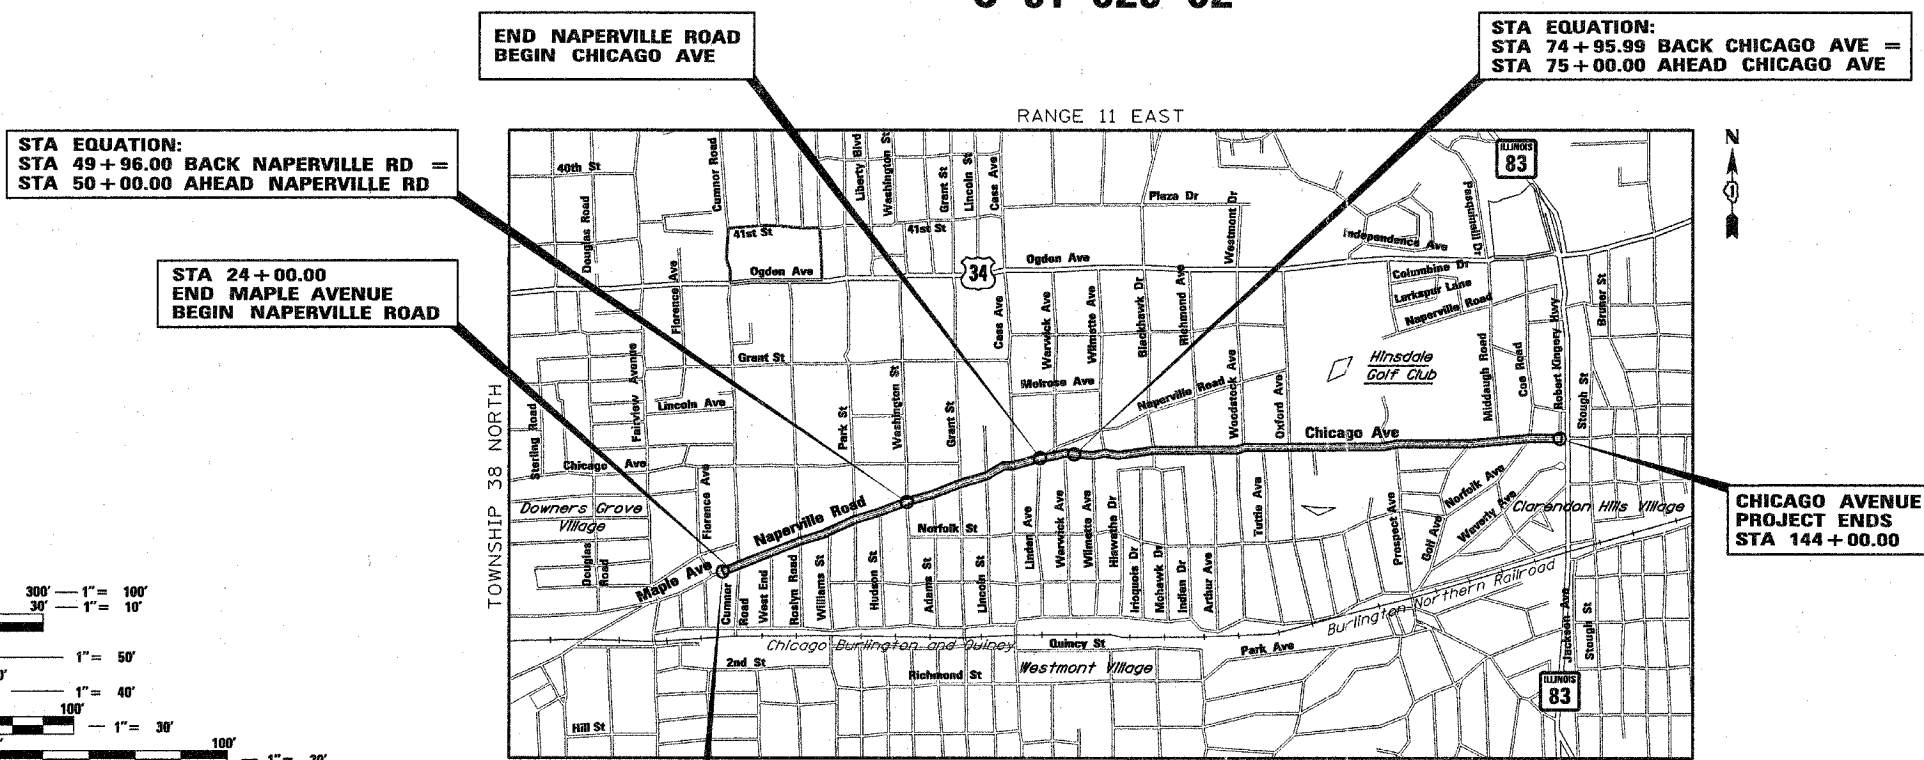 END NAPERVILLE ROAD
BEGIN CHICAGO AVE
STA EQUATION:
STA 74+95.99 BACK CHICAGO AVE =
STA 75+00.00 AHEAD CHICAGO AVE
STA EQUATION:
STA 49+96.00 BACK NAPERVILLE RD =
STA 50+00.00 AHEAD NAPERVILLE RD
STA 24+00.00
END MAPLE AVENUE
BEGIN NAPERVILLE ROAD
RANGE 11 EAST
TOWNSHIP 38 NORTH
N
ILLINOIS
83
40th St
Douglas Road
Cumnor Road
Liberty Blvd
Washington St
Grant St
Lincoln St
Cass Ave
Plaza Dr
Westmont Dr
41st St
41st St
Independence Ave
Pasquinelli Dr
Ogden Ave
34
Ogden Ave
Columbine Dr
Larkspur Lane
Naperville Road
Florence Ave
Cass Ave
Warwick Ave
Wilmette Ave
Blackhawk Dr
Richmond Ave
Robert Kingery Hwy
Bruner St
Grant St
Hinsdale
Golf Club
Middaugh Road
Coe Road
Stough St
Melrose Ave
Naperville Road
Woodstock Ave
Oxford Ave
Fairview Avenue
Lincoln Ave
Sterling Road
Park St
Washington St
Grant St
Chicago Ave
Chicago Ave
Florence Ave
Downers Grove
Village
Naperville Road
Norfolk St
Linden Ave
Warwick Ave
Wilmette Ave
Hiawatha Dr
Tuttle Ave
Prospect Ave
Golf Ave
Norfolk Ave
Waverly Ave
Clarendon Hills Village
CHICAGO AVENUE
PROJECT ENDS
STA 144+00.00
Douglas
Road
Maple Ave
Cumnor
Road
West End
Roslyn Road
Williams St
Hudson St
Adams St
Lincoln St
Iroquois Dr
Mohawk Dr
Indian Dr
Arthur Ave
Burlington Northern Railroad
Jackson Ave
Stough St
Chicago Burlington and Quincy
Quincy St
Park Ave
2nd St
Westmont Village
Richmond St
ILLINOIS
83
Hill St
300' 1"= 100'
30' 1"= 10'
1"= 50'
1"= 40'
100'
1"= 30'
100'
1"= 20'